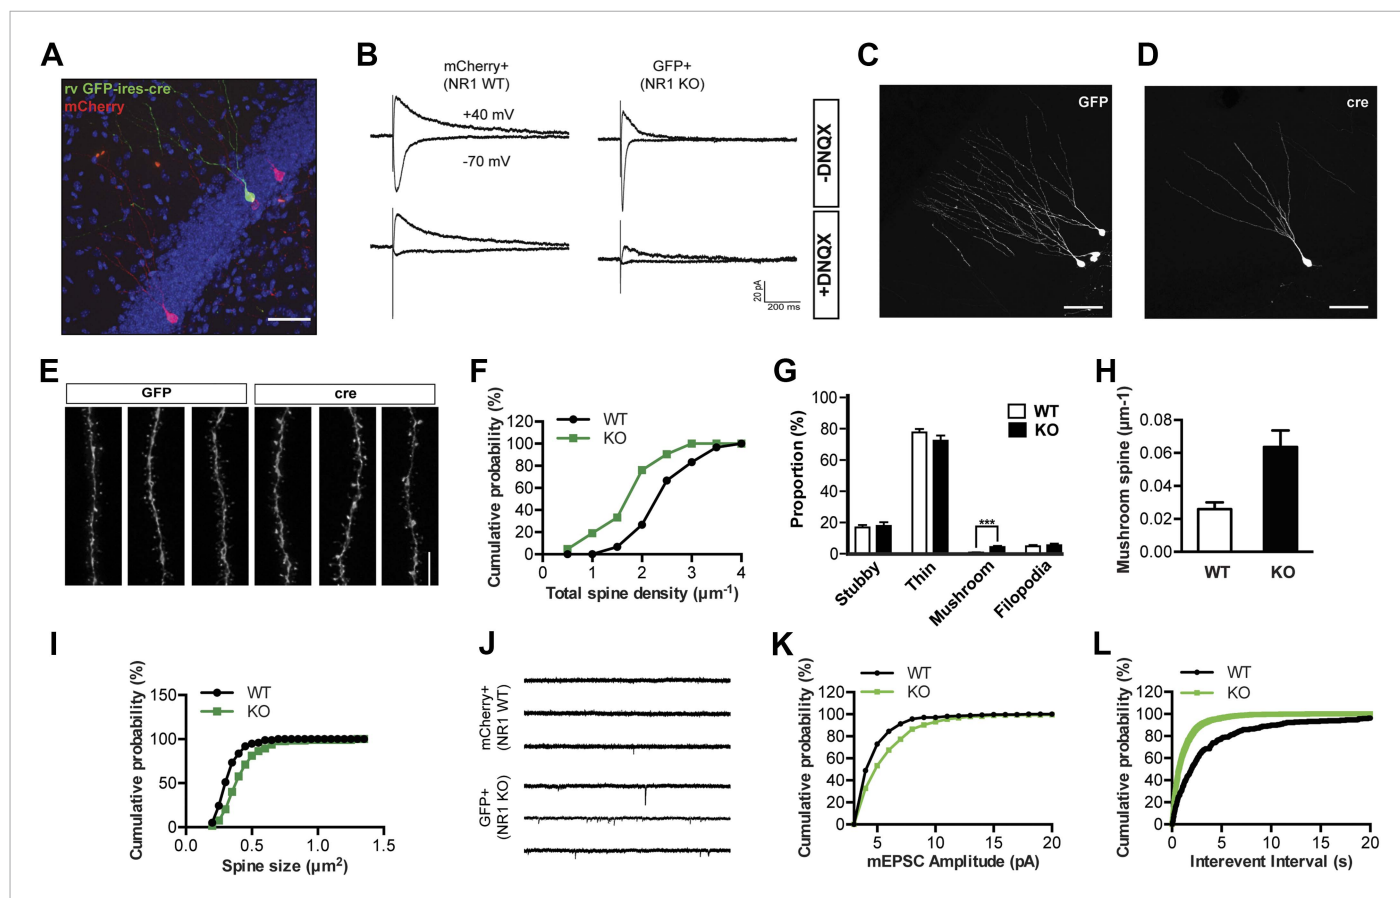 A
rv GFP-ires-cre
mCherry
B
mCherry+
(NR1 WT)
GFP+
(NR1 KO)
+40 mV
-70 mV
-DNQX
+DNQX
20 pA
200 ms
C
GFP
D
cre
E
GFP
cre
F
Cumulative probability (%)
120
100
80
60
40
20
0
WT
KO
0
1
2
3
4
Total spine density (µm-1)
G
Proportion (%)
100
80
60
40
20
0
WT
KO
***
Stubby
Thin
Mushroom
Filopodia
H
Mushroom spine (µm-1)
0.08
0.06
0.04
0.02
0.00
WT
KO
I
Cumulative probability (%)
150
100
50
0
WT
KO
0.0
0.5
1.0
1.5
Spine size (µm2)
J
mCherry+
(NR1 WT)
GFP+
(NR1 KO)
K
Cumulative probability (%)
120
100
80
60
40
20
0
WT
KO
5
10
15
20
mEPSC Amplitude (pA)
L
Cumulative probability (%)
120
100
80
60
40
20
0
WT
KO
0
5
10
15
20
Interevent Interval (s)